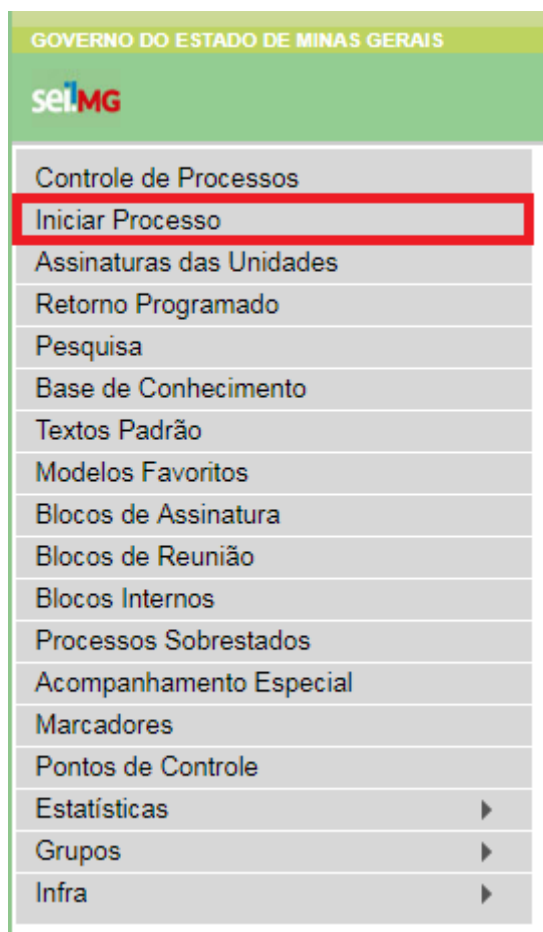 GOVERNO DO ESTADO DE MINAS GERAIS
sei!MG
Controle de Processos
Iniciar Processo
Assinaturas das Unidades
Retorno Programado
Pesquisa
Base de Conhecimento
Textos Padrão
Modelos Favoritos
Blocos de Assinatura
Blocos de Reunião
Blocos Internos
Processos Sobrestados
Acompanhamento Especial
Marcadores
Pontos de Controle
Estatísticas
Grupos
Infra